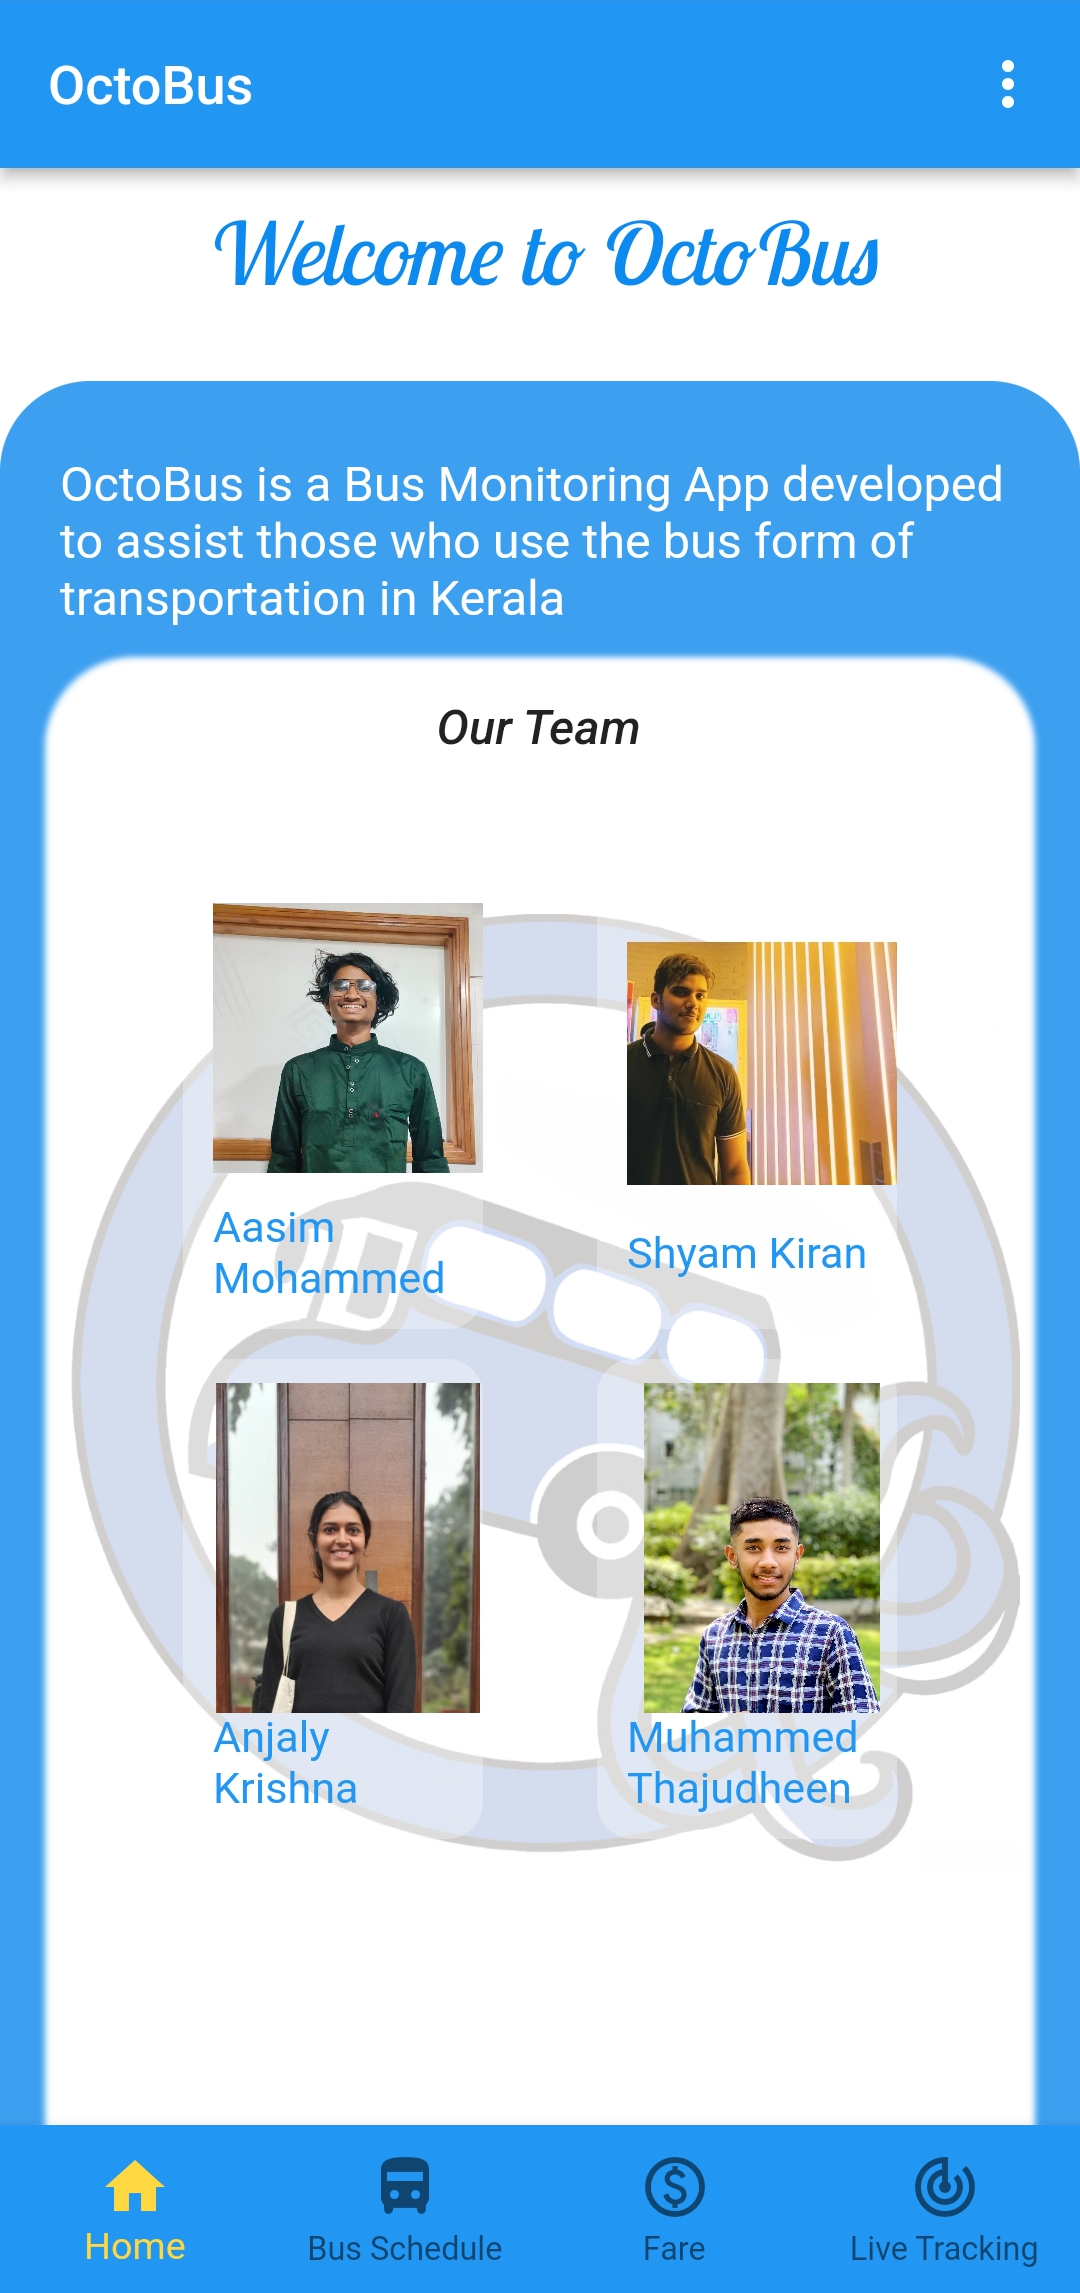 OctoBus
Welcome to OctoBus
OctoBus is a Bus Monitoring App developed
to assist those who use the bus form of
transportation in Kerala
Our Team
Aasim
Mohammed
Shyam Kiran
Anjaly
Krishna
Muhammed
Thajudheen
Home
Bus Schedule
Fare
Live Tracking